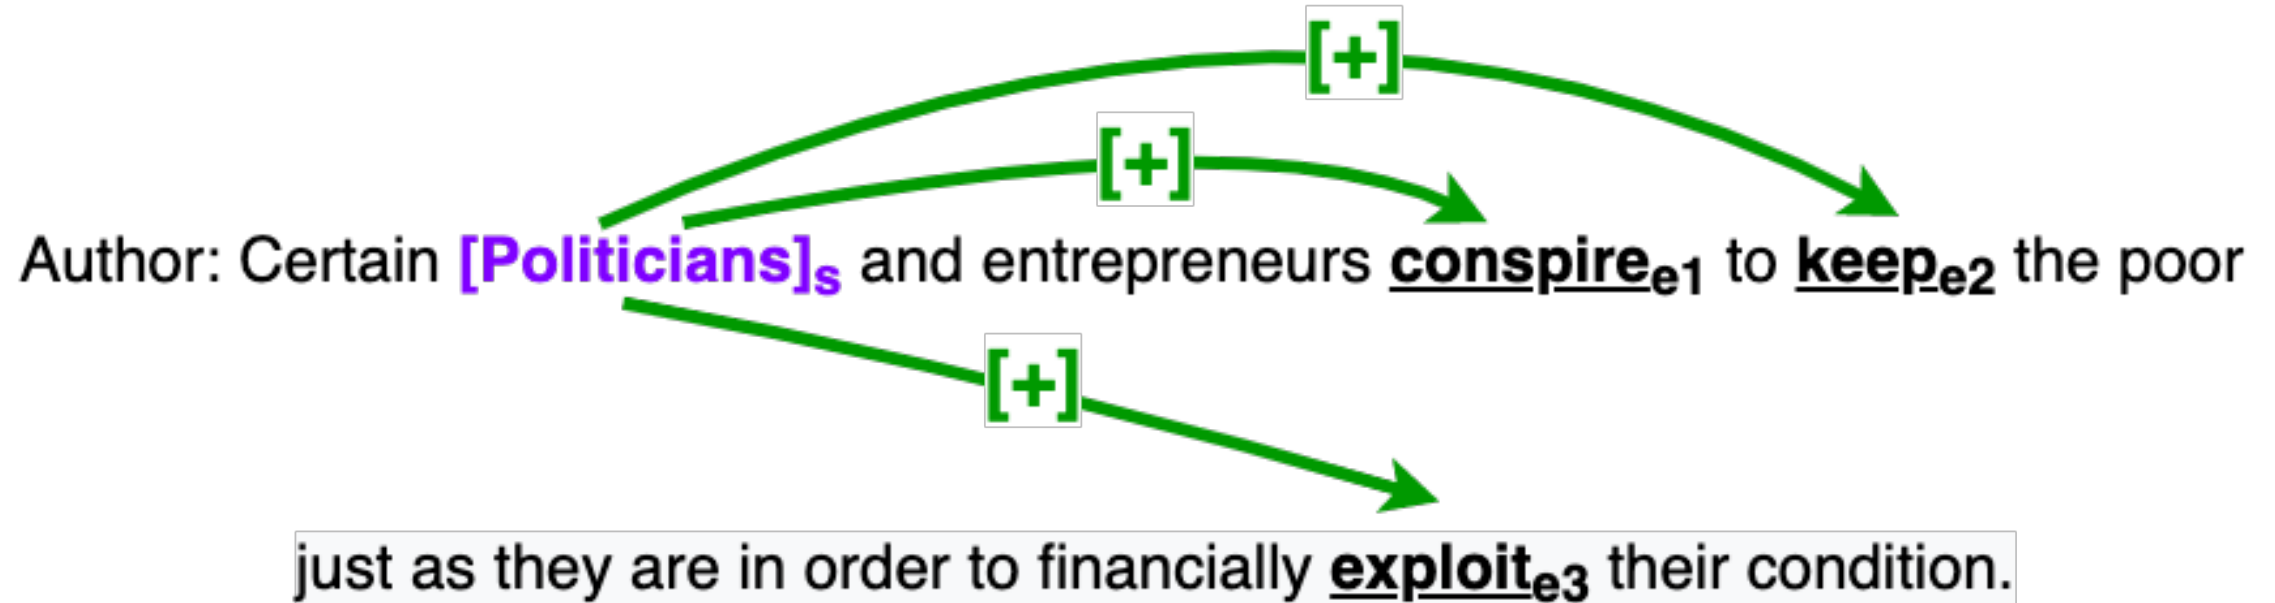 [+]
[+]
Author: Certain [Politicians]s and entrepreneurs conspiree1 to keepe2 the poor
[+]
just as they are in order to financially exploite3 their condition.